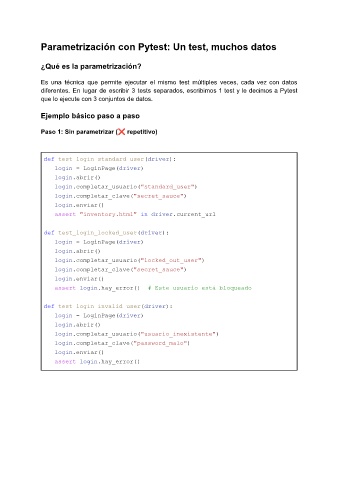 Parametrización con Pytest: Un test, muchos datos
¿Qué es la parametrización?
Es una técnica que permite ejecutar el mismo test múltiples veces, cada vez con datos
diferentes. En lugar de escribir 3 tests separados, escribimos 1 test y le decimos a Pytest
que lo ejecute con 3 conjuntos de datos.
Ejemplo básico paso a paso
Paso 1: Sin parametrizar (❌ repetitivo)
def test_login_standard_user(driver):
login = LoginPage(driver)
login.abrir()
login.completar_usuario("standard_user")
login.completar_clave("secret_sauce")
login.enviar()
assert "inventory.html" in driver.current_url
def test_login_locked_user(driver):
login = LoginPage(driver)
login.abrir()
login.completar_usuario("locked_out_user")
login.completar_clave("secret_sauce")
login.enviar()
assert login.hay_error() # Este usuario está bloqueado
def test_login_invalid_user(driver):
login = LoginPage(driver)
login.abrir()
login.completar_usuario("usuario_inexistente")
login.completar_clave("password_malo")
login.enviar()
assert login.hay_error()